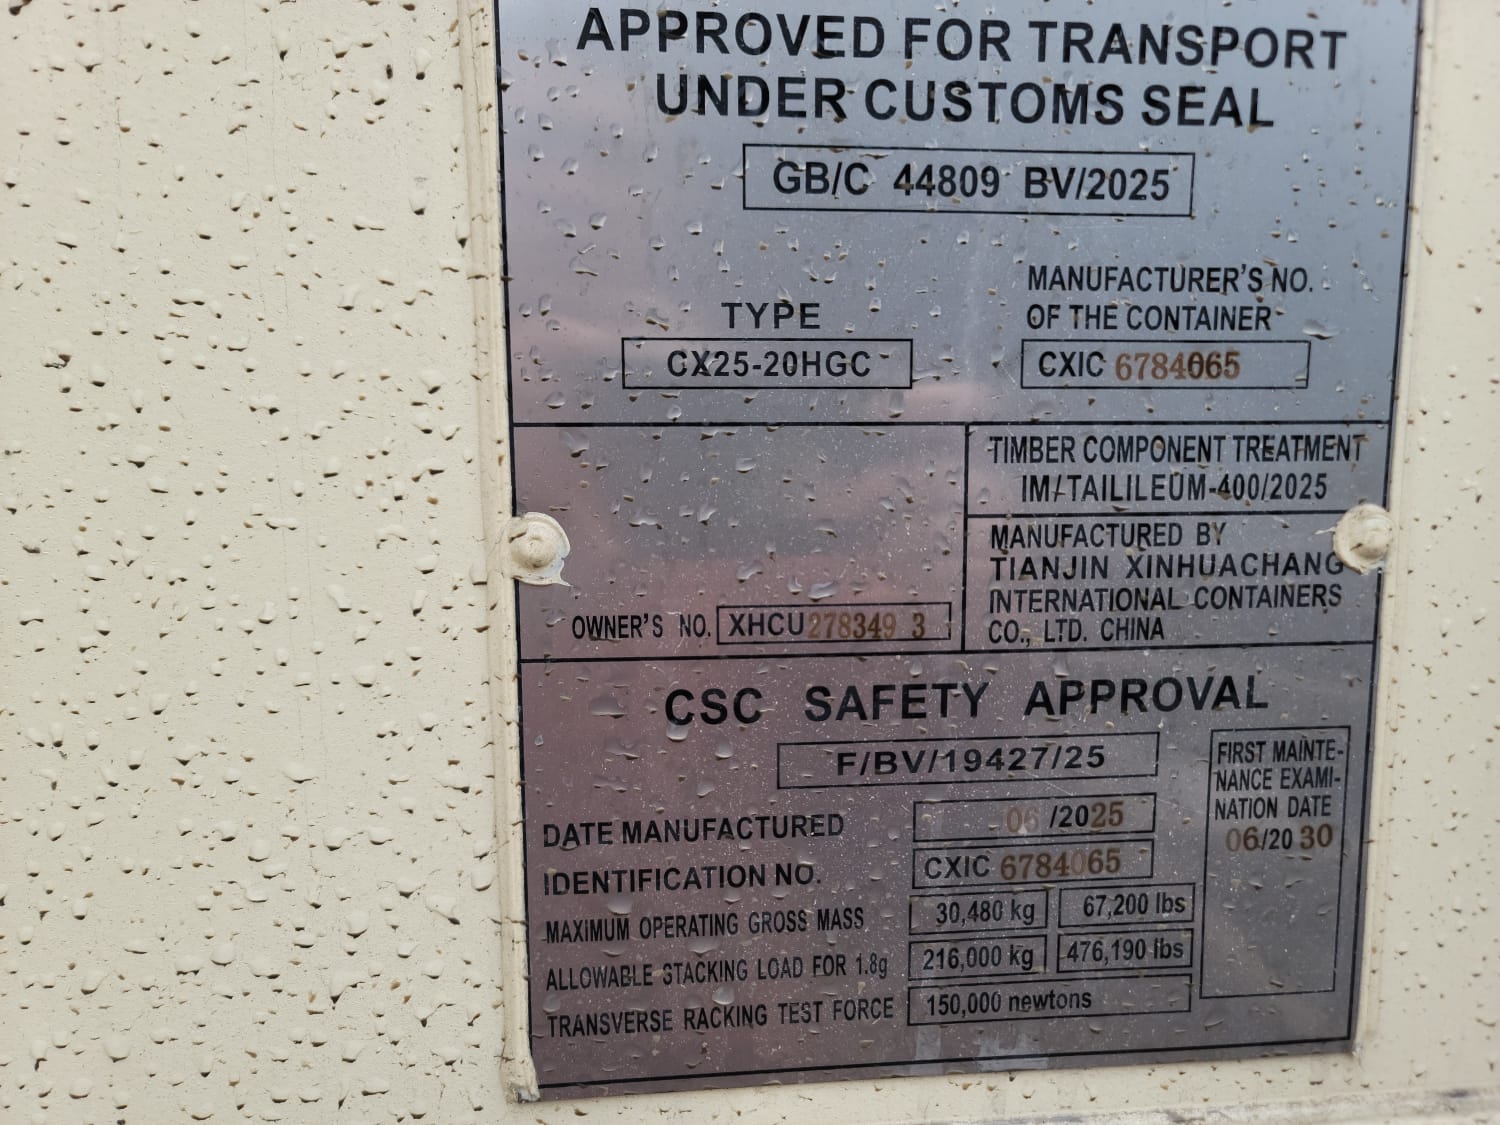 APPROVED FOR TRANSPORT
UNDER CUSTOMS SEAL
GB/C 44809 BV/2025
TYPE
CX25-20HGC
MANUFACTURER'S NO.
OF THE CONTAINER
CXIC 6784065
TIMBER COMPONENT TREATMENT
IM/TAILILEUM-400/2025
MANUFACTURED BY
TIANJIN XINHUACHANG
INTERNATIONAL CONTAINERS
CO., LTD. CHINA
OWNER'S NO. XHCU 278349 3
CSC SAFETY APPROVAL
F/BV/19427/25
DATE MANUFACTURED 06/2025
IDENTIFICATION NO. CXIC 6784065
MAXIMUM OPERATING GROSS MASS 30,480 kg 67,200 lbs
ALLOWABLE STACKING LOAD FOR 1.8g 216,000 kg 476,190 lbs
TRANSVERSE RACKING TEST FORCE 150,000 newtons
FIRST MAINTE-
NANCE EXAMI-
NATION DATE
06/20 30